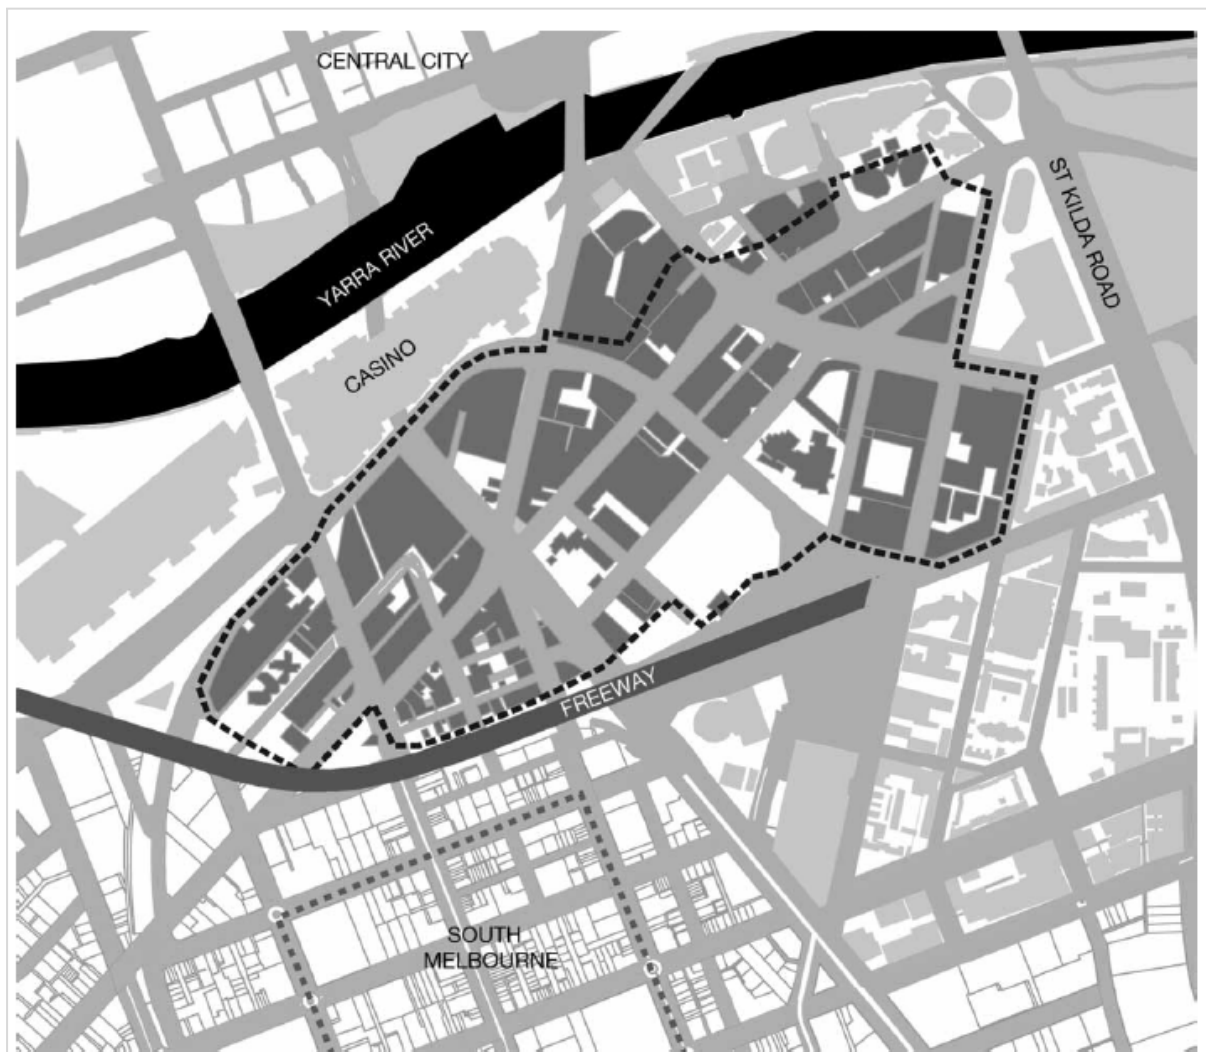 CENTRAL CITY
ST KILDA ROAD
YARRA RIVER
CASINO
FREEWAY
SOUTH
MELBOURNE